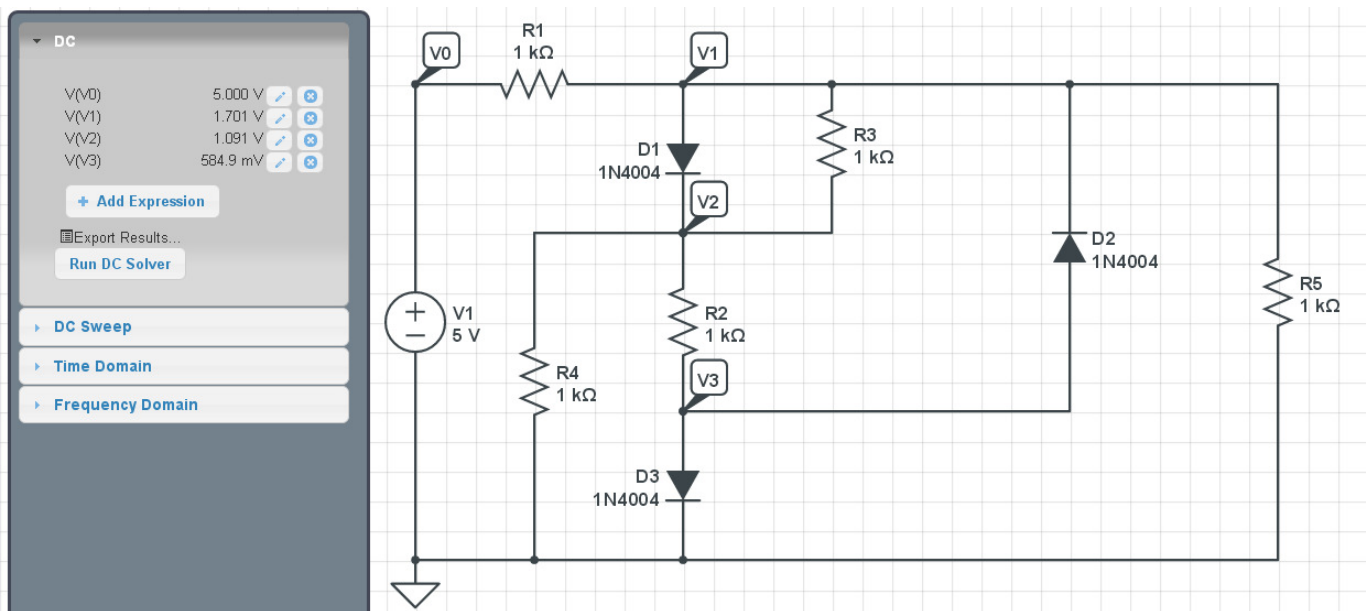 DC
V(V0) 5.000 V
V(V1) 1.701 V
V(V2) 1.091 V
V(V3) 584.9 mV
+ Add Expression
Export Results...
Run DC Solver
DC Sweep
Time Domain
Frequency Domain
V0
R1
1 kΩ
V1
D1
1N4004
R3
1 kΩ
V2
D2
1N4004
V1
5 V
R2
1 kΩ
R5
1 kΩ
R4
1 kΩ
V3
D3
1N4004